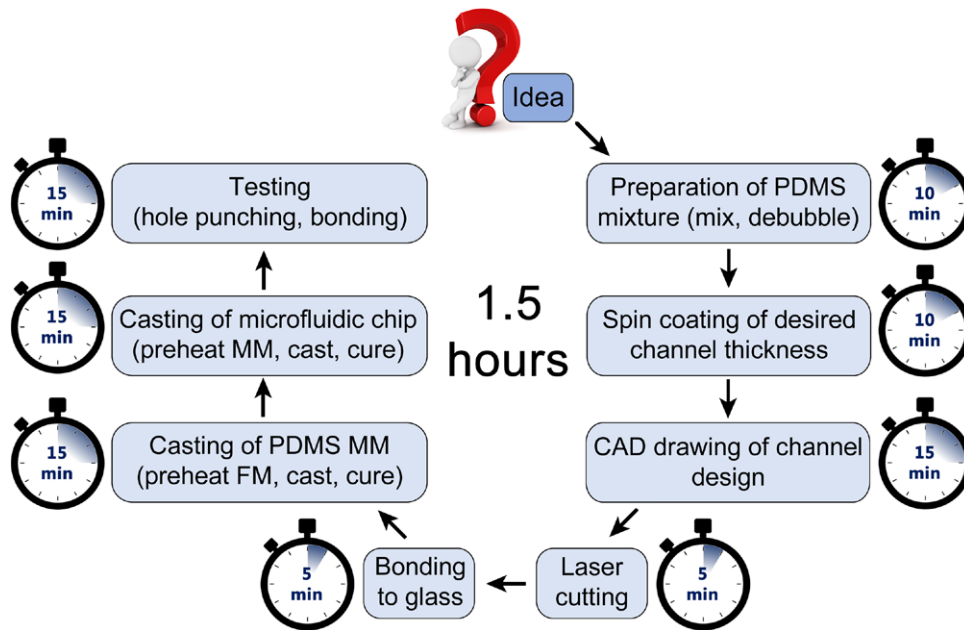 Idea
Preparation of PDMS
mixture (mix, debubble)
10
min
Spin coating of desired
channel thickness
10
min
CAD drawing of channel
design
15
min
Laser
cutting
5
min
Bonding
to glass
5
min
Casting of PDMS MM
(preheat FM, cast, cure)
15
min
Casting of microfluidic chip
(preheat MM, cast, cure)
15
min
Testing
(hole punching, bonding)
15
min
1.5
hours